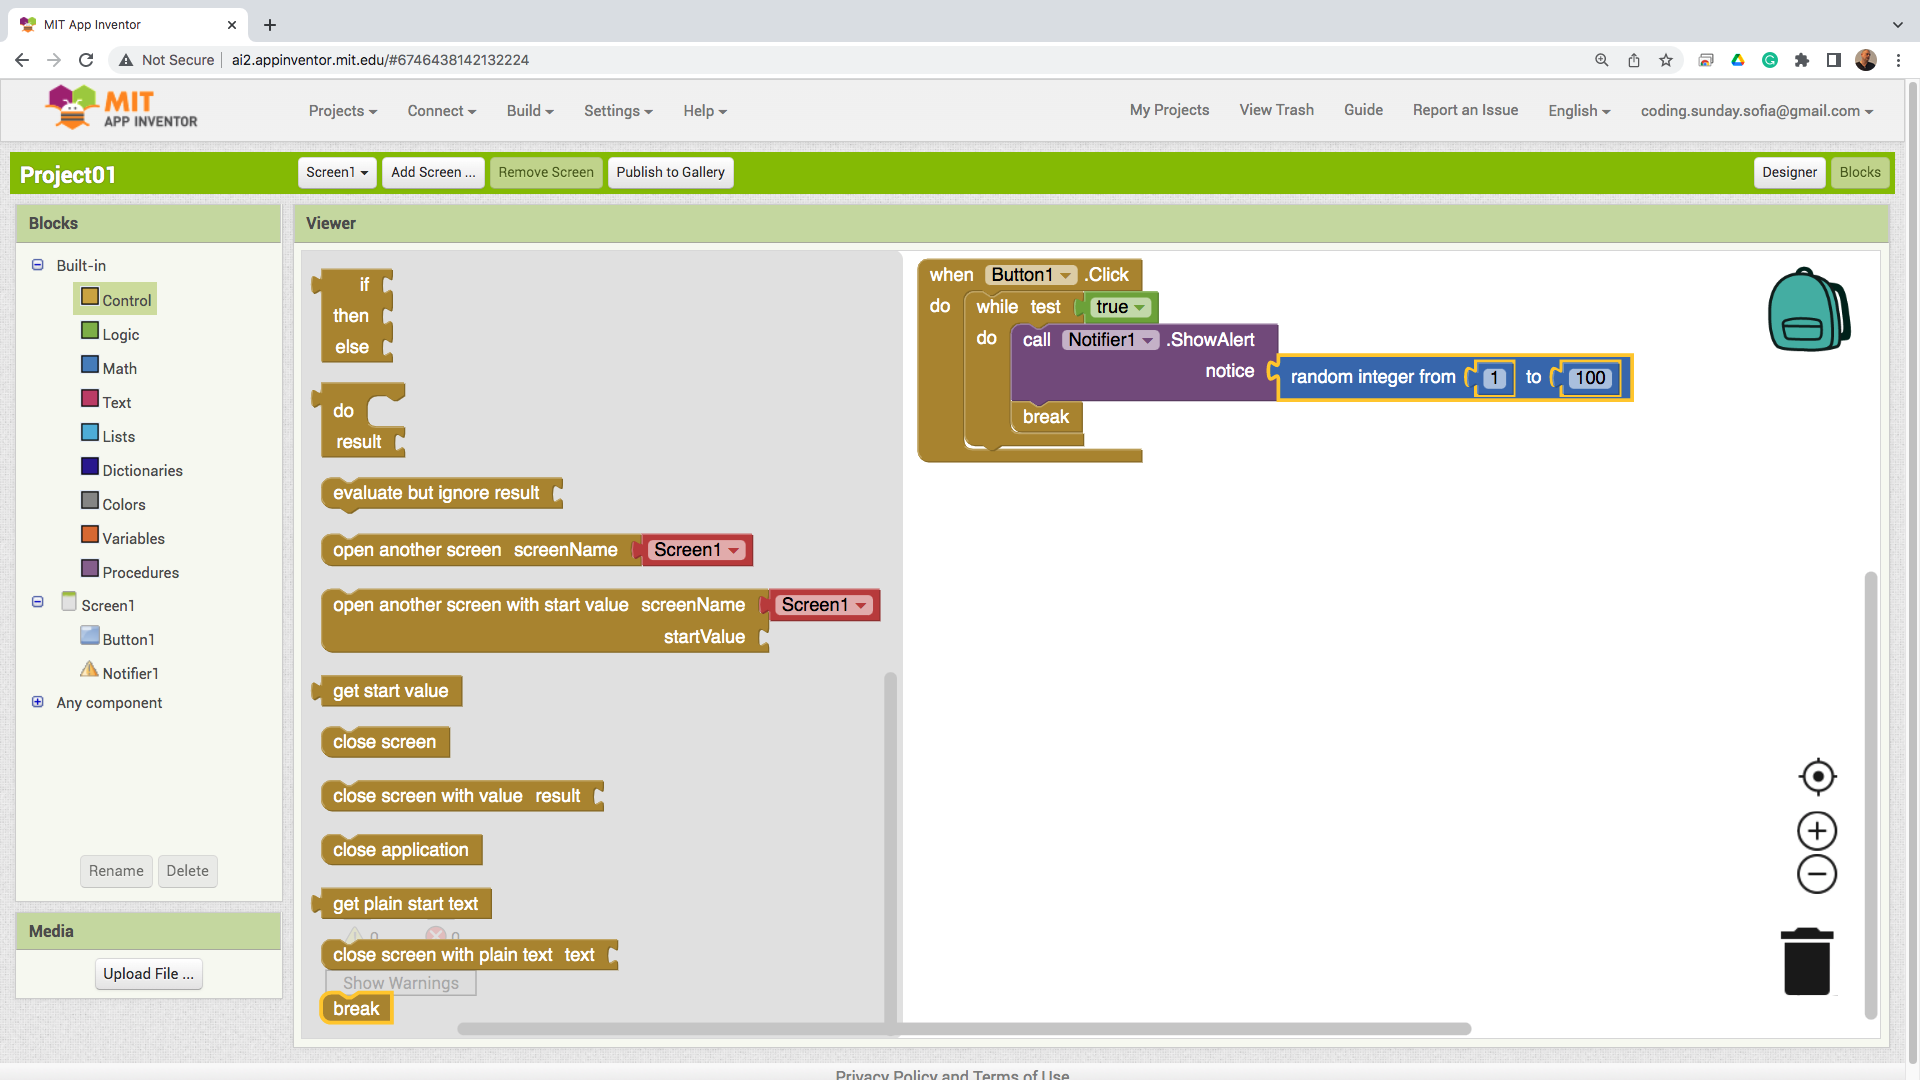 MIT App Inventor
Not Secure
ai2.appinventor.mit.edu/#6746438142132224
MIT
APP INVENTOR
Projects
Connect
Build
Settings
Help
My Projects
View Trash
Guide
Report an Issue
English
coding.sunday.sofia@gmail.com
Project01
Screen1
Add Screen ...
Remove Screen
Publish to Gallery
Designer
Blocks
Blocks
Built-in
Control
Logic
Math
Text
Lists
Dictionaries
Colors
Variables
Procedures
Screen1
Button1
Notifier1
Any component
Rename
Delete
Media
Upload File ...
Viewer
if
then
else
do
result
evaluate but ignore result
open another screen screenName Screen1
open another screen with start value screenName Screen1
startValue
get start value
close screen
close screen with value result
close application
get plain start text
0 0
close screen with plain text text
Show Warnings
break
when Button1 .Click
do while test true
do call Notifier1 .ShowAlert
notice random integer from 1 to 100
break
Privacy Policy and Terms of Use